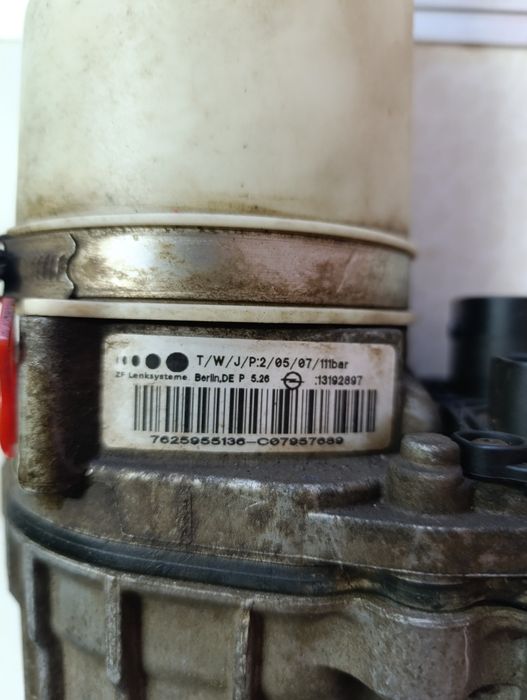 T/W/J/P:2/05/07/111bar
ZF Lenksysteme. Berlin,DE P 5.26 :13192897
7625955136-C07957689